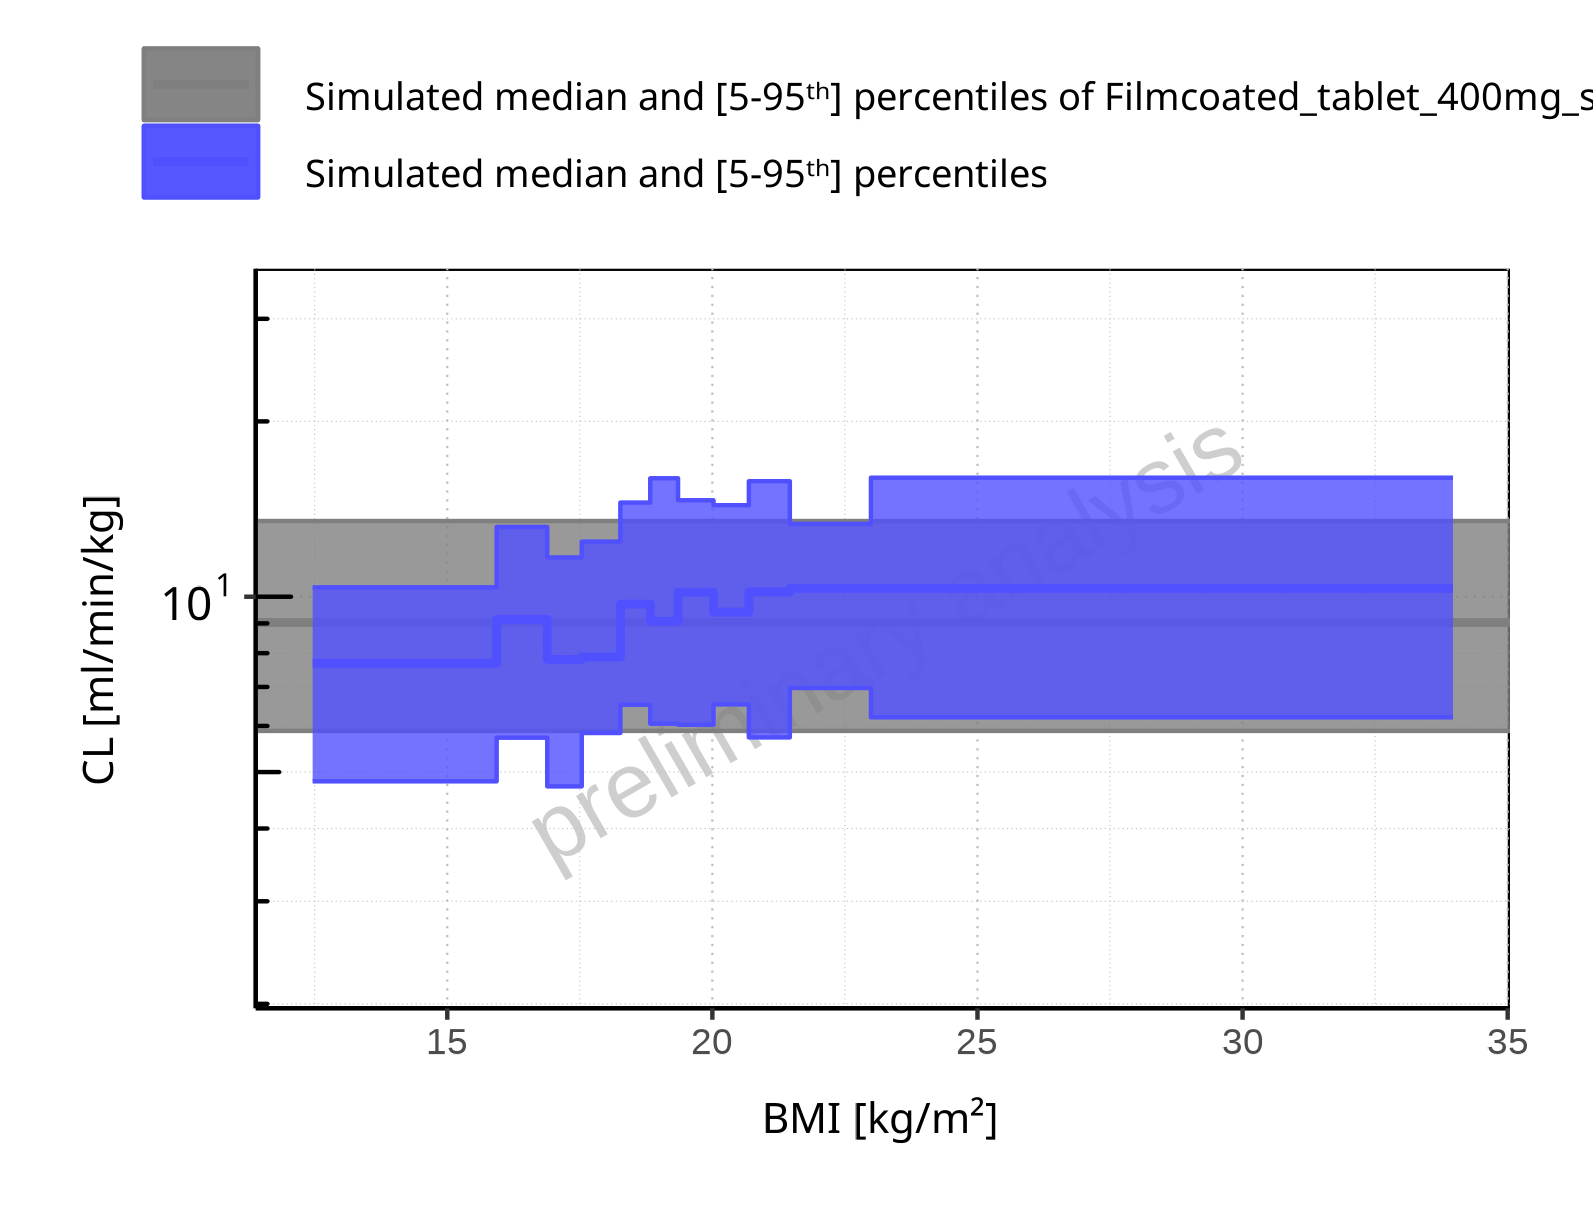 Simulated median and [5-95ᵗʰ] percentiles of Filmcoated_tablet_400mg_s
Simulated median and [5-95ᵗʰ] percentiles
CL [ml/min/kg]
10¹
preliminary analysis
15 20 25 30 35
BMI [kg/m²]